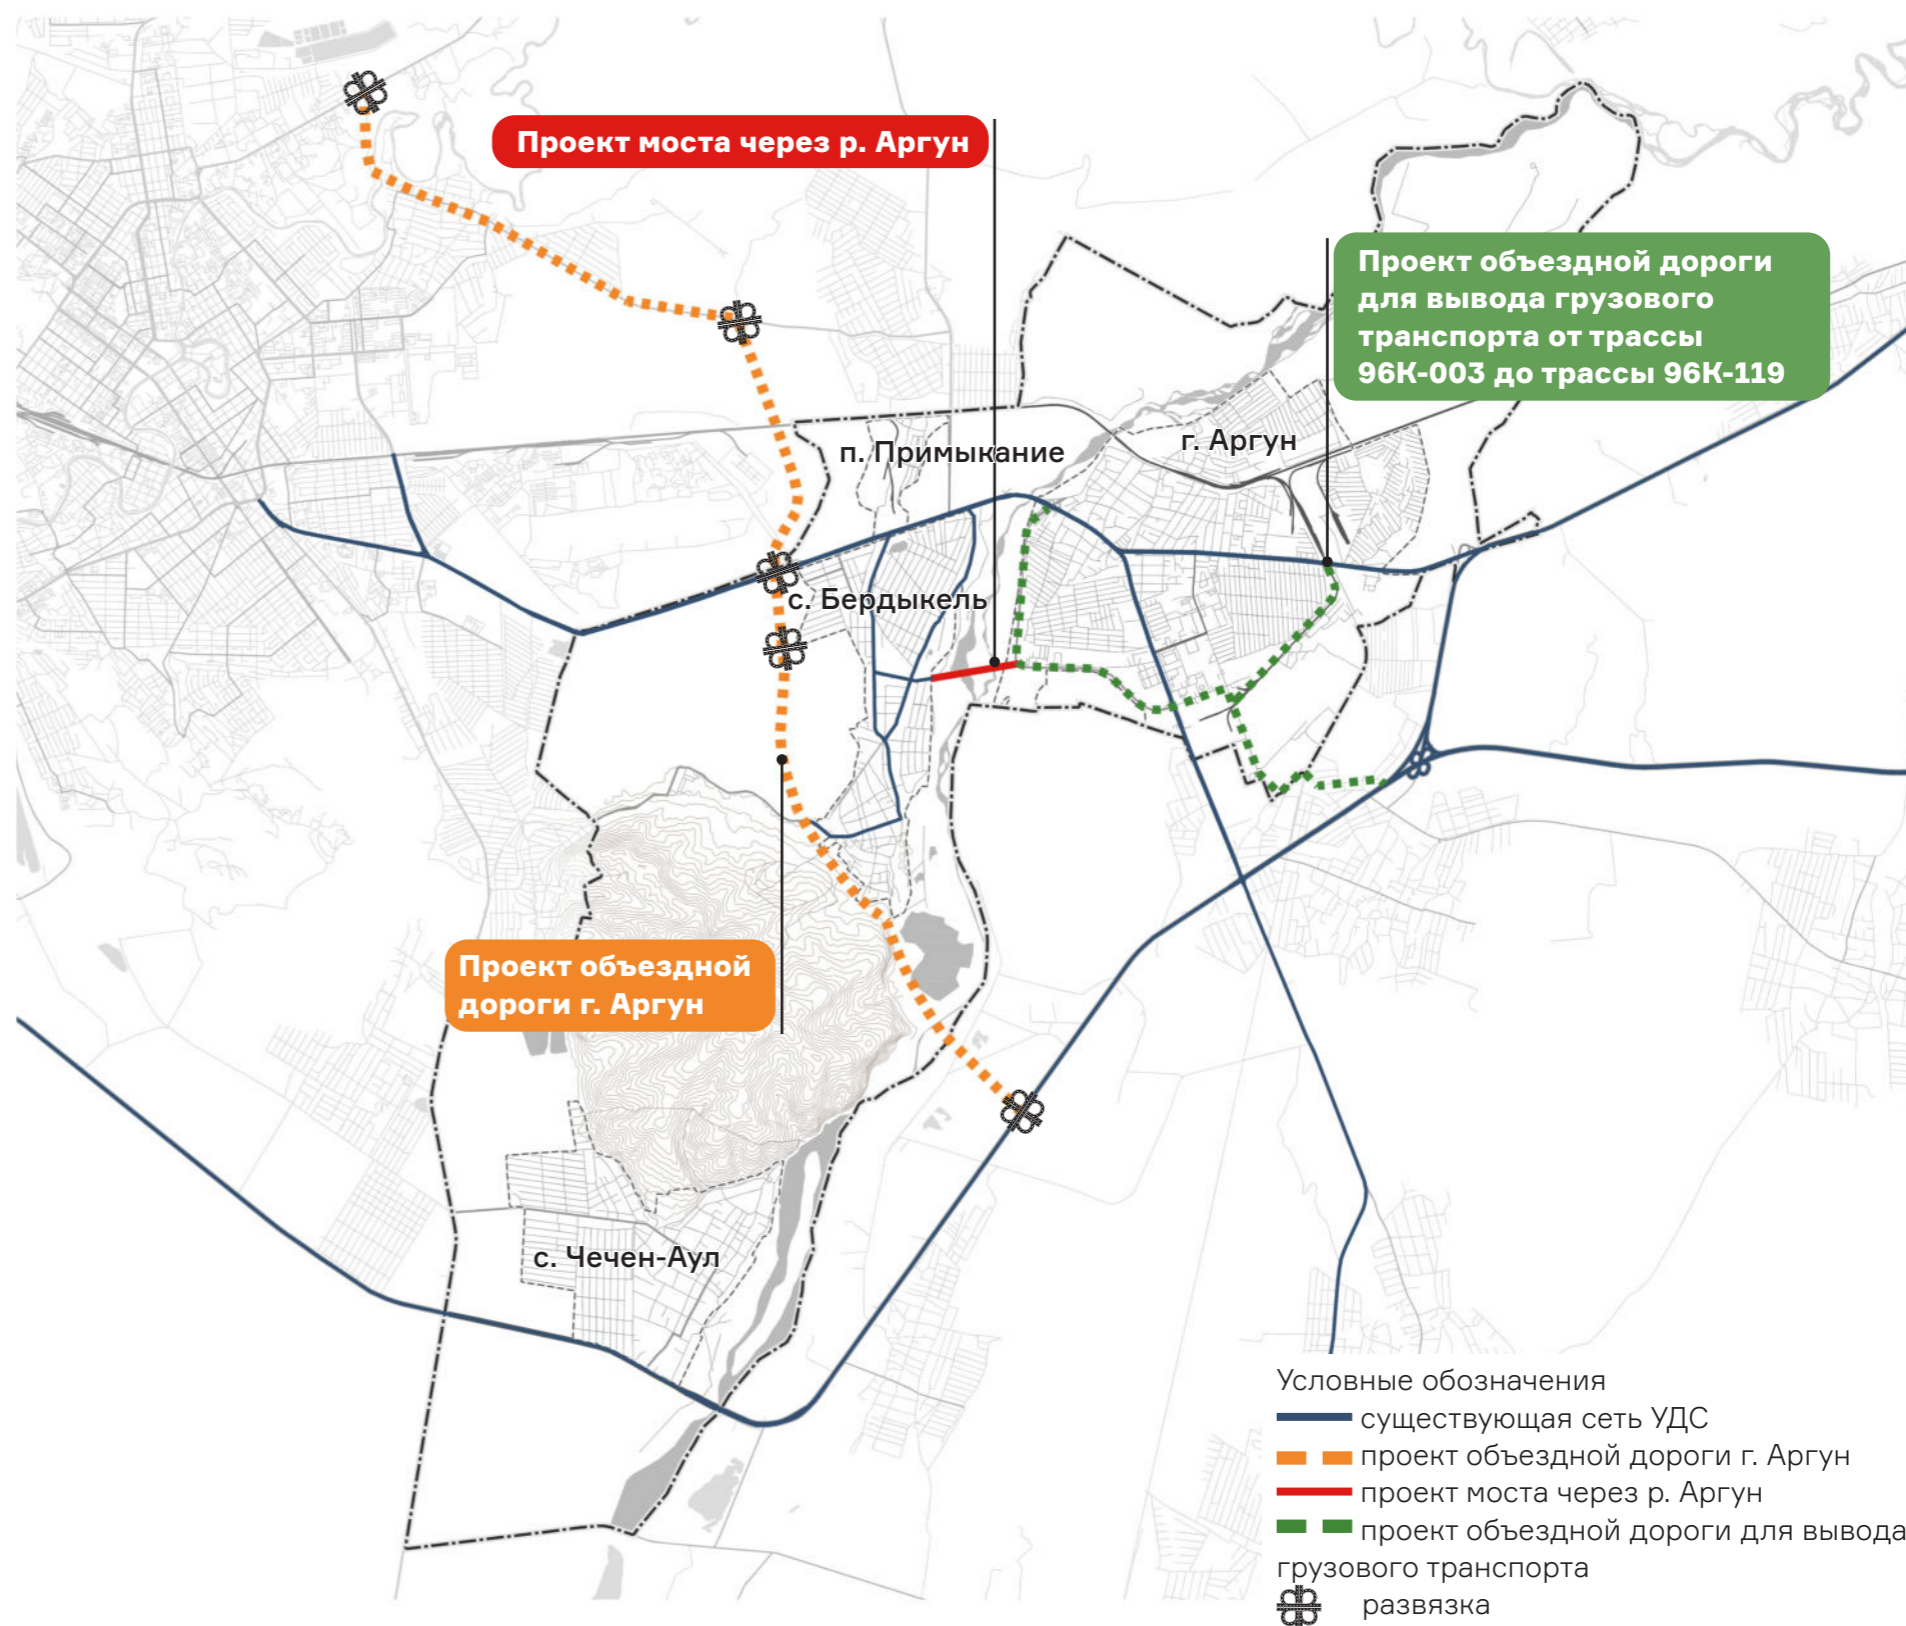 Проект моста через р. Аргун
Проект объездной дороги
для вывода грузового
транспорта от трассы
96К-003 до трассы 96К-119
п. Примыкание
г. Аргун
с. Бердыкель
Проект объездной
дороги г. Аргун
с. Чечен-Аул
Условные обозначения
существующая сеть УДС
проект объездной дороги г. Аргун
проект моста через р. Аргун
проект объездной дороги для вывода
грузового транспорта
развязка